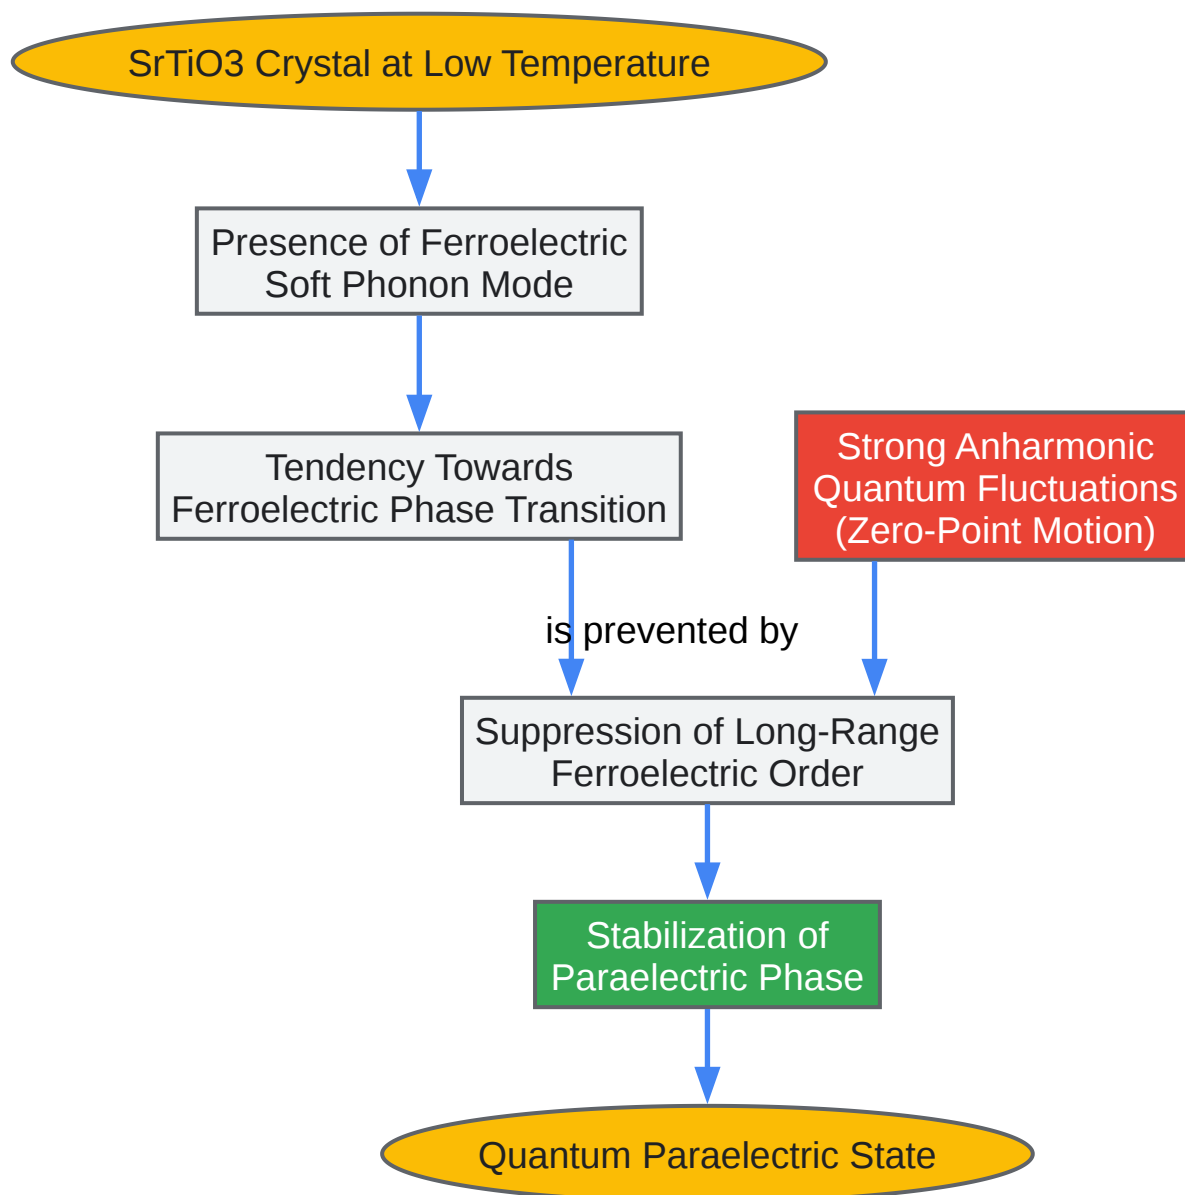 SrTiO3 Crystal at Low Temperature
Presence of Ferroelectric
Soft Phonon Mode
Tendency Towards
Ferroelectric Phase Transition
Strong Anharmonic
Quantum Fluctuations
(Zero-Point Motion)
is prevented by
Suppression of Long-Range
Ferroelectric Order
Stabilization of
Paraelectric Phase
Quantum Paraelectric State